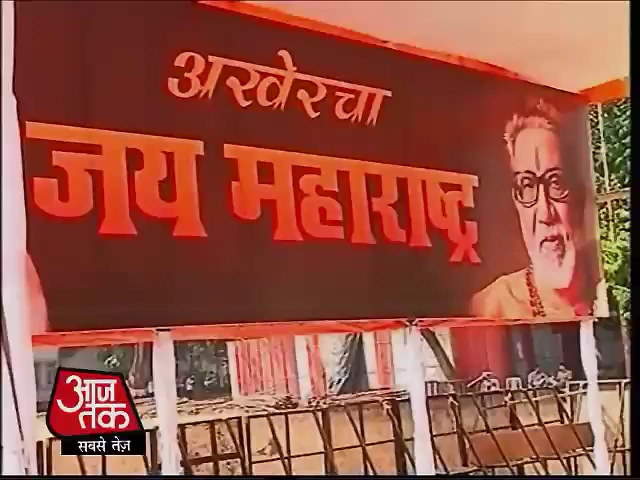 अखेरचा
जय महाराष्ट्र
आज
तक
सबसे तेज़